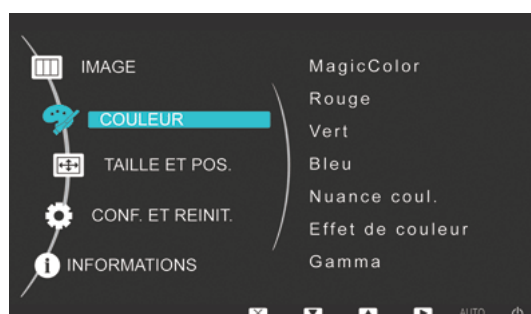 IMAGE
COULEUR
TAILLE ET POS.
CONF. ET REINIT.
INFORMATIONS
MagicColor
Rouge
Vert
Bleu
Nuance coul.
Effet de couleur
Gamma
AUTO